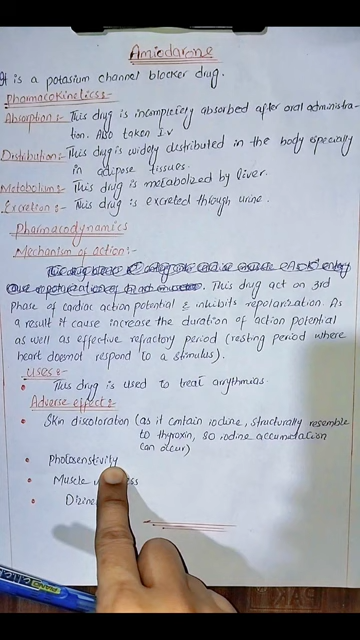 Amiodarone
It is a potasium channel blocker drug.
Pharmacokinetics:-
Absorption:- This drug is incompletely absorbed after oral administra-
tion. Also taken I.V
Distribution:- This drug is widely distributed in the body especially
in adipose tissues.
Metabolism:- This drug is metabolized by liver.
Excretion:- This drug is excreted through urine.
Pharmacodynamics
Mechanism of action:-
This drug act on 3rd
Phase of cardiac action potential & inhibits repolarization. As
a result it cause increase the duration of action potential
as well as effective refractory period (resting period where
heart doesnot respond to a stimulus).
Uses:-
This drug is used to treat arrythmias.
Adverse effect:-
Skin discoloration (as it contain iodine, structurally resemble
to thyroxin, so iodine accumulation
can occur)
Photosenstivity
Muscle